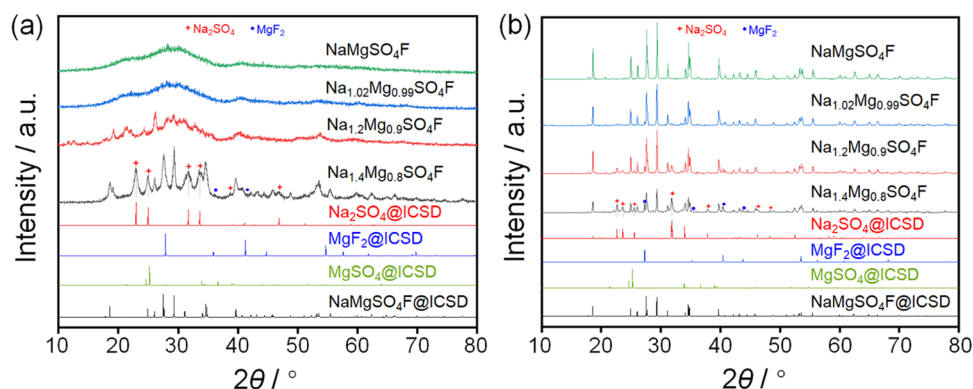 (a)
+ Na₂SO₄ • MgF₂
NaMgSO₄F
Na₁.₀₂Mg₀.₉₉SO₄F
Na₁.₂Mg₀.₉SO₄F
Na₁.₄Mg₀.₈SO₄F
Na₂SO₄@ICSD
MgF₂@ICSD
MgSO₄@ICSD
NaMgSO₄F@ICSD
Intensity / a.u.
10 20 30 40 50 60 70 80
2θ / °
(b)
+ Na₂SO₄ • MgF₂
NaMgSO₄F
Na₁.₀₂Mg₀.₉₉SO₄F
Na₁.₂Mg₀.₉SO₄F
Na₁.₄Mg₀.₈SO₄F
Na₂SO₄@ICSD
MgF₂@ICSD
MgSO₄@ICSD
NaMgSO₄F@ICSD
Intensity / a.u.
10 20 30 40 50 60 70 80
2θ / °